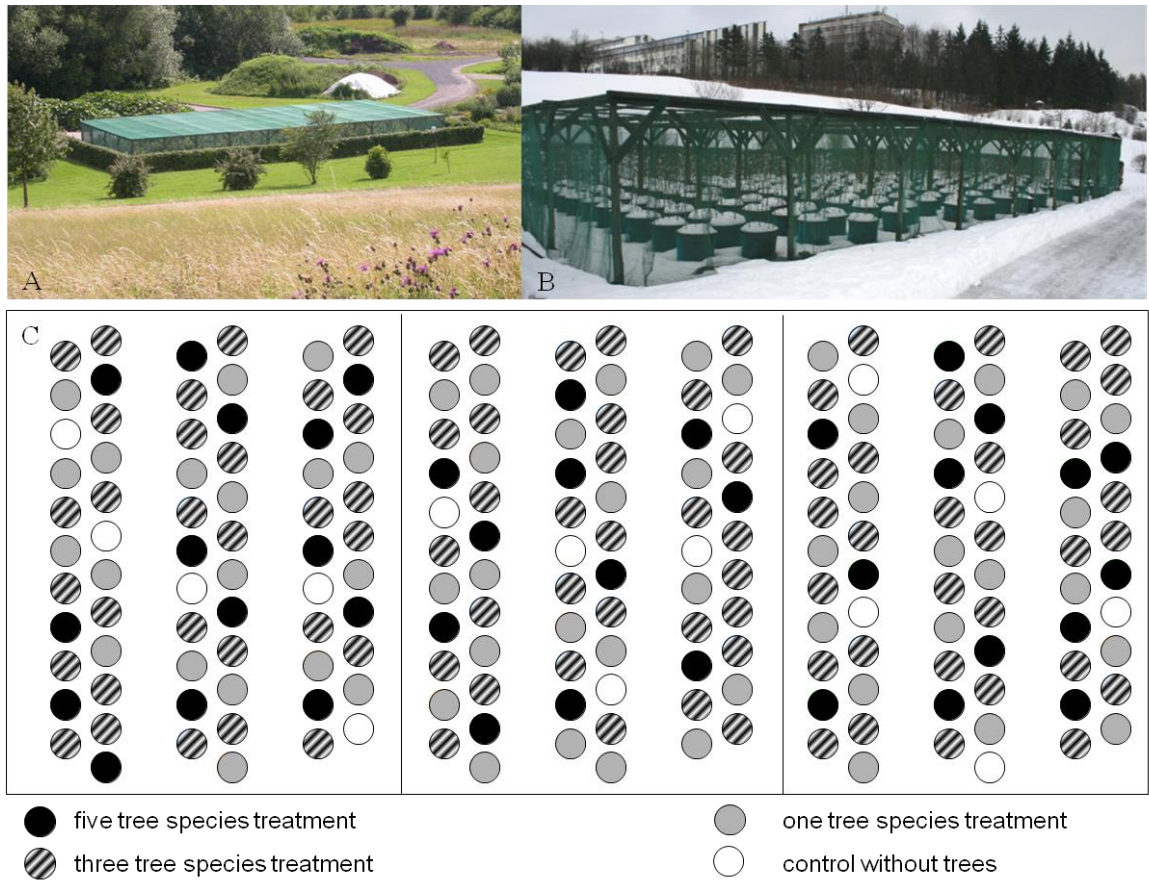 A
B
C
five tree species treatment
one tree species treatment
three tree species treatment
control without trees